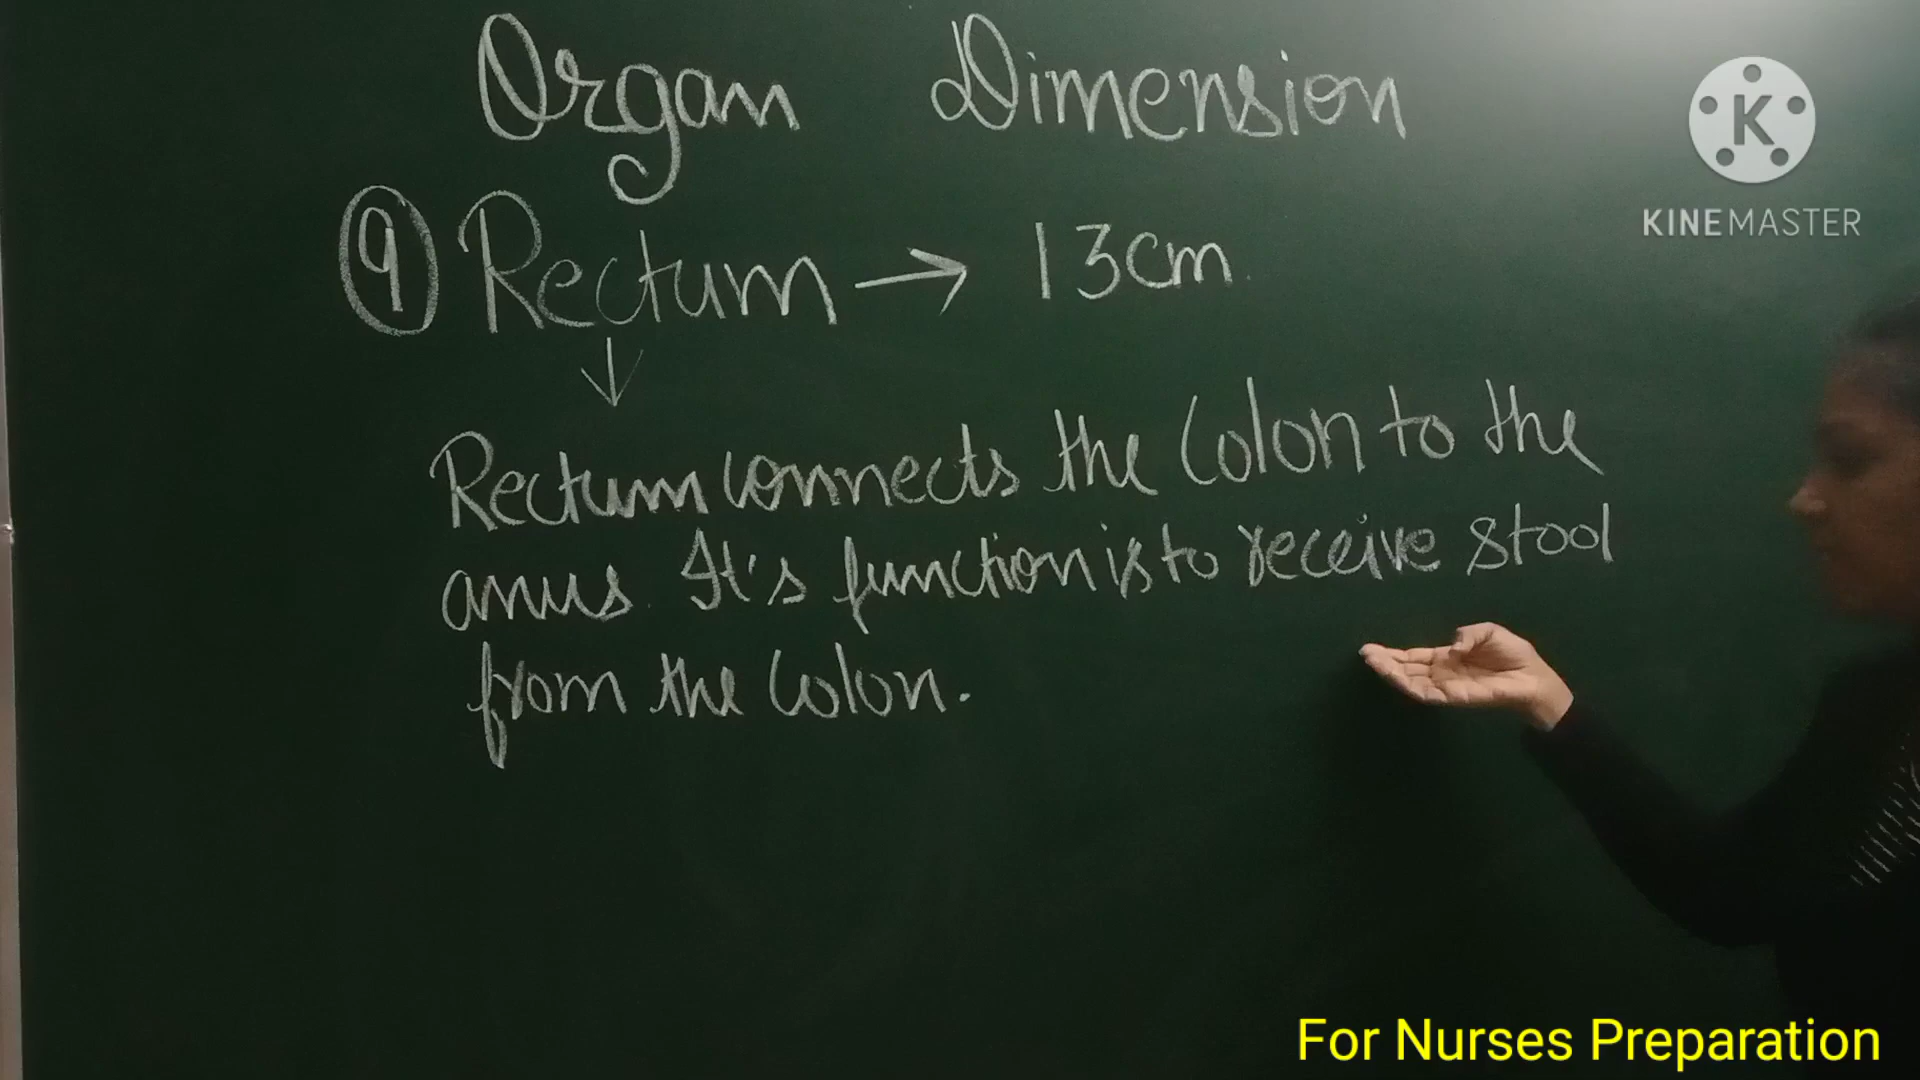 Organ Dimension
K
KINEMASTER
9 Rectum → 13cm
↓
Rectum connects the Colon to the
anus. It's function is to receive stool
from the Colon.
For Nurses Preparation